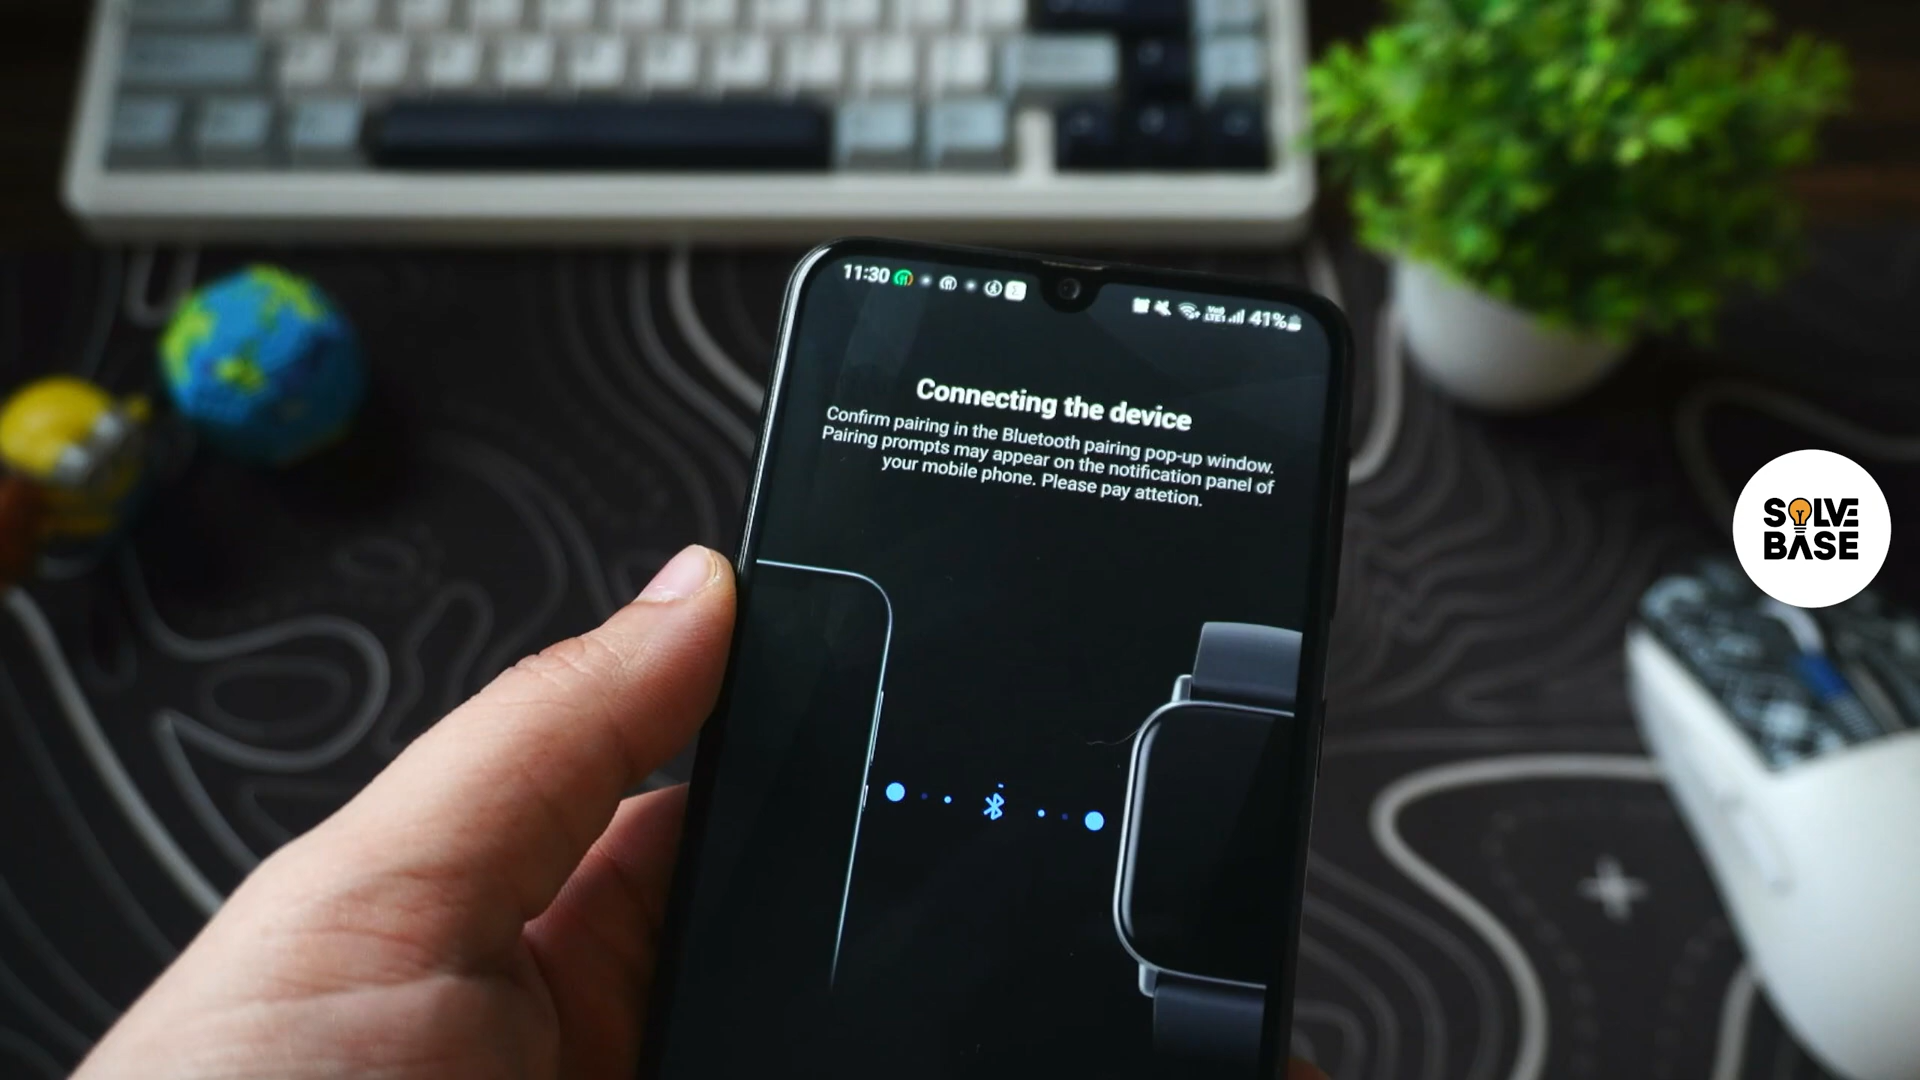 11:30
41%
Connecting the device
Confirm pairing in the Bluetooth pairing pop-up window.
Pairing prompts may appear on the notification panel of
your mobile phone. Please pay attetion.
SOLVE
BASE